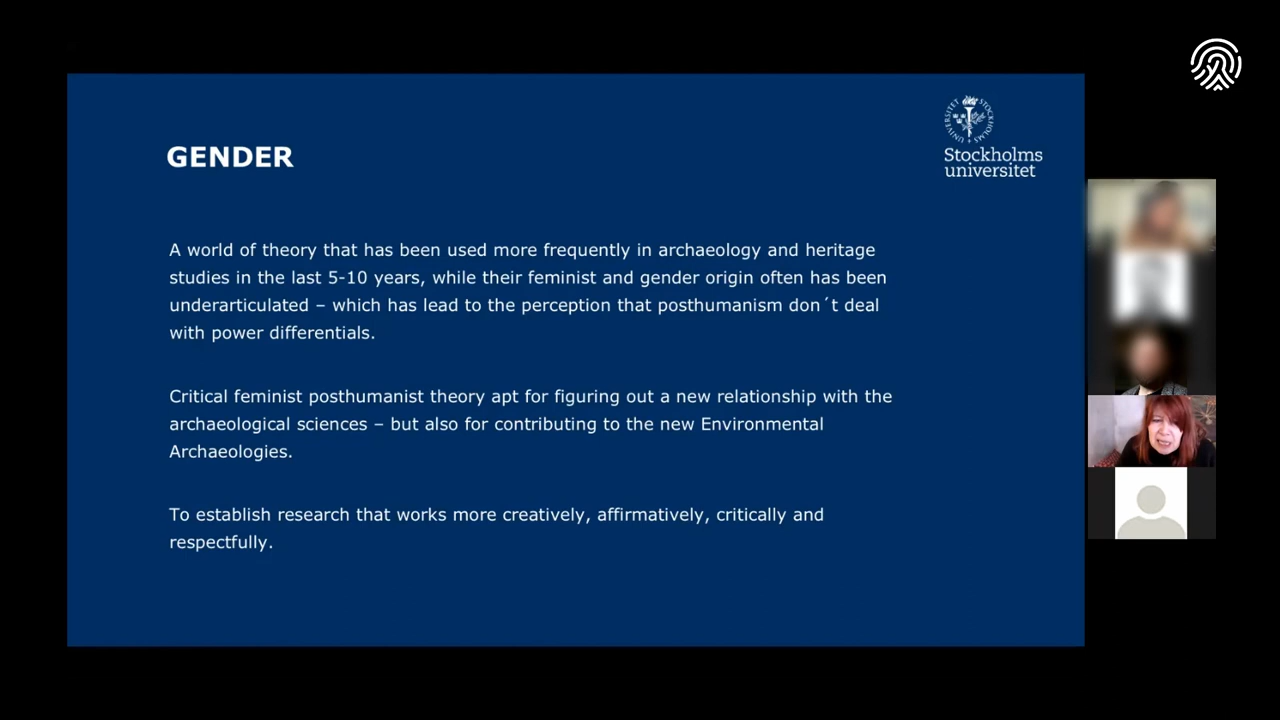 GENDER
Stockholms
universitet
A world of theory that has been used more frequently in archaeology and heritage
studies in the last 5-10 years, while their feminist and gender origin often has been
underarticulated – which has lead to the perception that posthumanism don´t deal
with power differentials.
Critical feminist posthumanist theory apt for figuring out a new relationship with the
archaeological sciences – but also for contributing to the new Environmental
Archaeologies.
To establish research that works more creatively, affirmatively, critically and
respectfully.